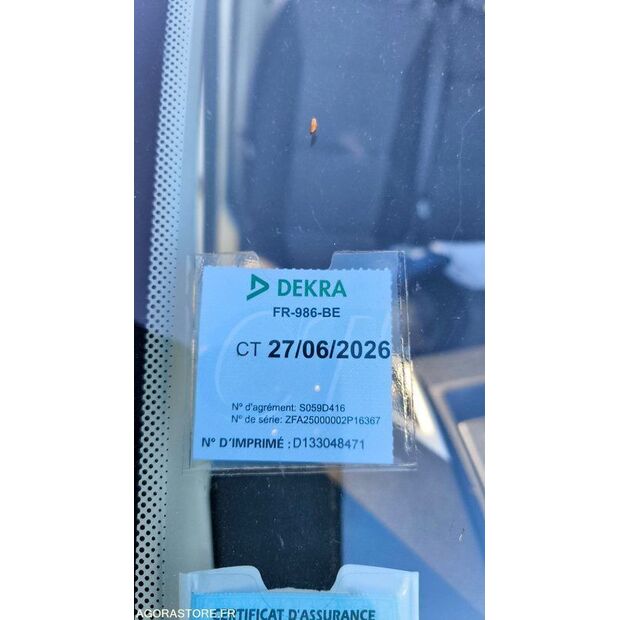 DEKRA
FR-986-BE
CT 27/06/2026
N° d'agrément: S059D416
N° de série: ZFA25000002P16367
N° D'IMPRIMÉ : D133048471
CERTIFICAT D'ASSURANCE
AGORASTORE.FR